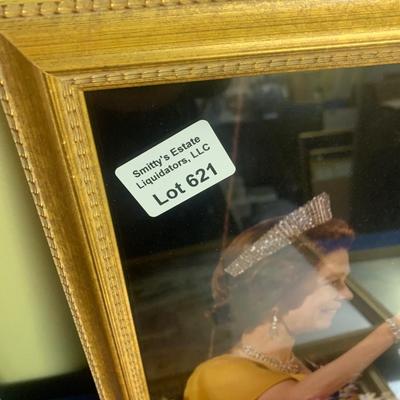 Smitty's Estate
Liquidators, LLC
Lot 621